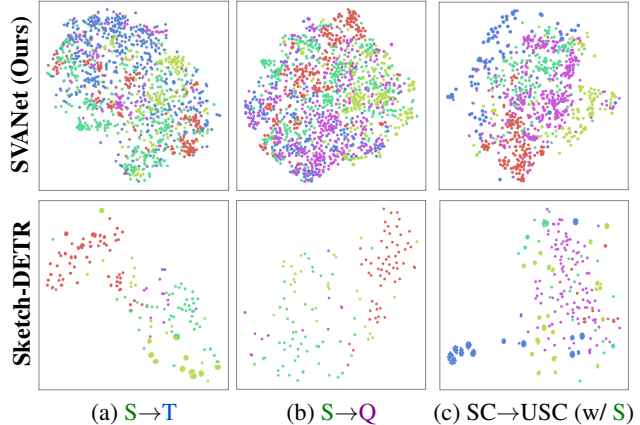 SVANet (Ours)
Sketch-DETR
(a) S→T
(b) S→Q
(c) SC→USC (w/ S)